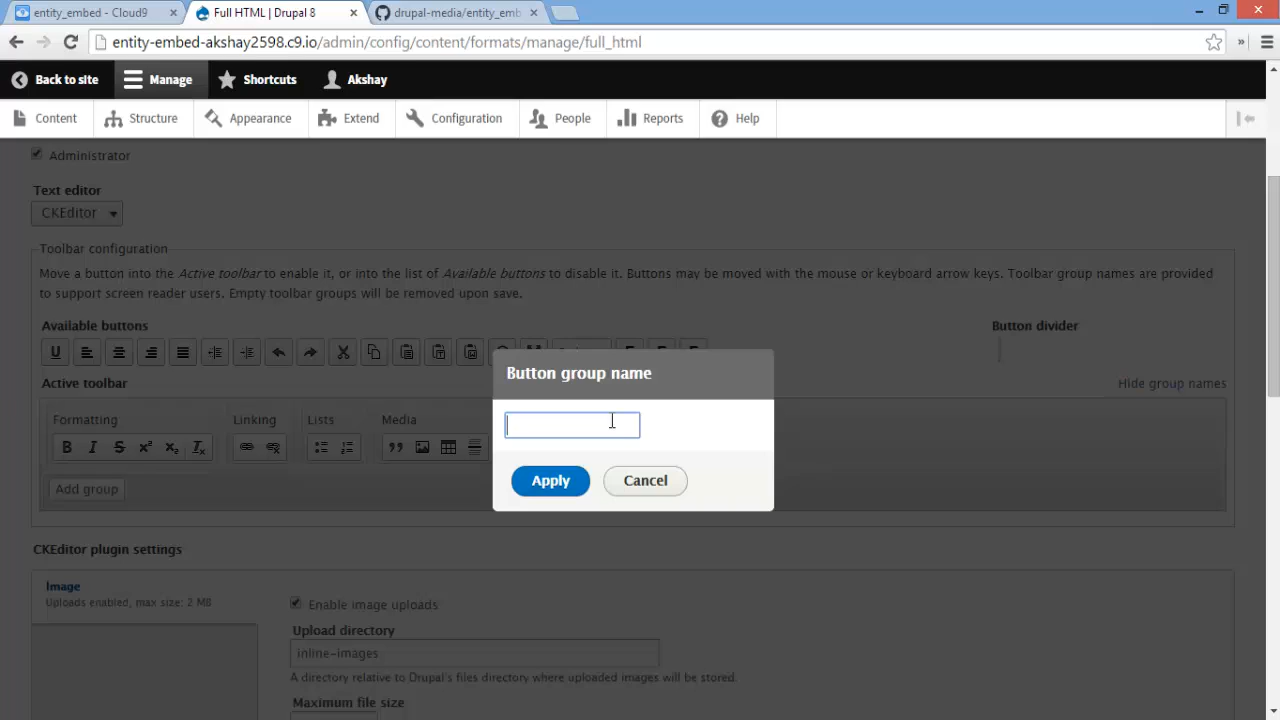 entity_embed - Cloud9
Full HTML | Drupal 8
drupal-media/entity_emb
entity-embed-akshay2598.c9.io/admin/config/content/formats/manage/full_html
Back to site
Manage
Shortcuts
Akshay
Content
Structure
Appearance
Extend
Configuration
People
Reports
Help
Administrator
Text editor
CKEditor
Toolbar configuration
Move a button into the Active toolbar to enable it, or into the list of Available buttons to disable it. Buttons may be moved with the mouse or keyboard arrow keys. Toolbar group names are provided
to support screen reader users. Empty toolbar groups will be removed upon save.
Available buttons
Button divider
U
Active toolbar
Hide group names
Button group name
Formatting
Linking
Lists
Media
B I S x² x₂ Ix
Add group
Apply
Cancel
CKEditor plugin settings
Image
Uploads enabled, max size: 2 MB
Enable image uploads
Upload directory
inline-images
A directory relative to Drupal's files directory where uploaded images will be stored.
Maximum file size